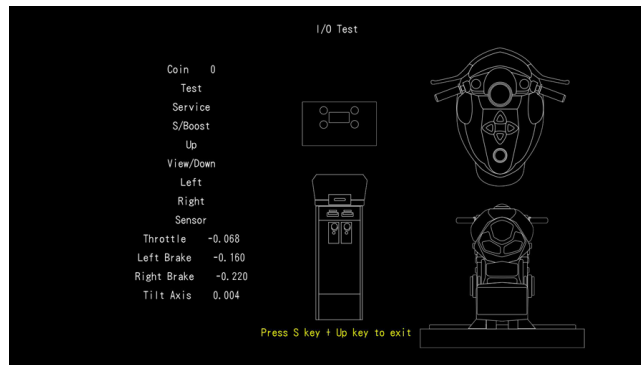 I/O Test
Coin 0
Test
Service
S/Boost
Up
View/Down
Left
Right
Sensor
Throttle -0.068
Left Brake -0.160
Right Brake -0.220
Tilt Axis 0.004
Press S key + Up key to exit